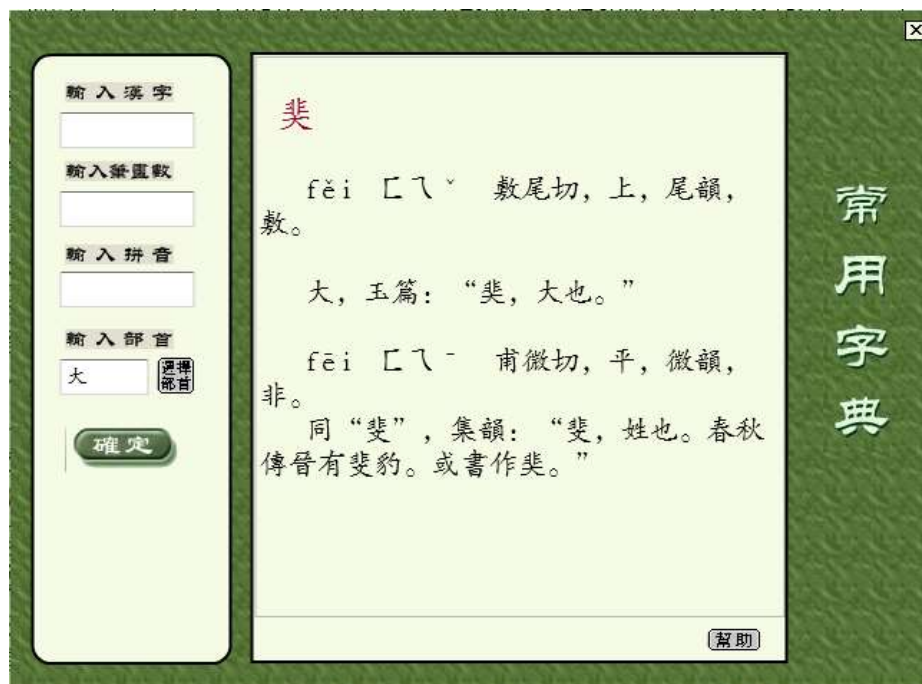 輸入漢字
輸入筆畫數
輸入拼音
輸入部首
大
選擇
部首
確定
奜
fěi ㄈㄟˇ 敷尾切，上，尾韻，
敷。
大，玉篇：“奜，大也。”
fēi ㄈㄟˉ 甫微切，平，微韻，
非。
同“斐”，集韻：“斐，姓也。春秋
傳晉有斐豹。或書作奜。”
幫助
常用字典